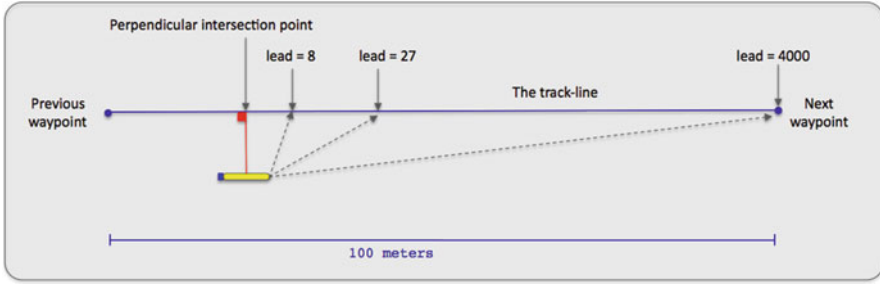 Perpendicular intersection point
lead = 8
lead = 27
lead = 4000
The track-line
Previous
waypoint
Next
waypoint
100 meters